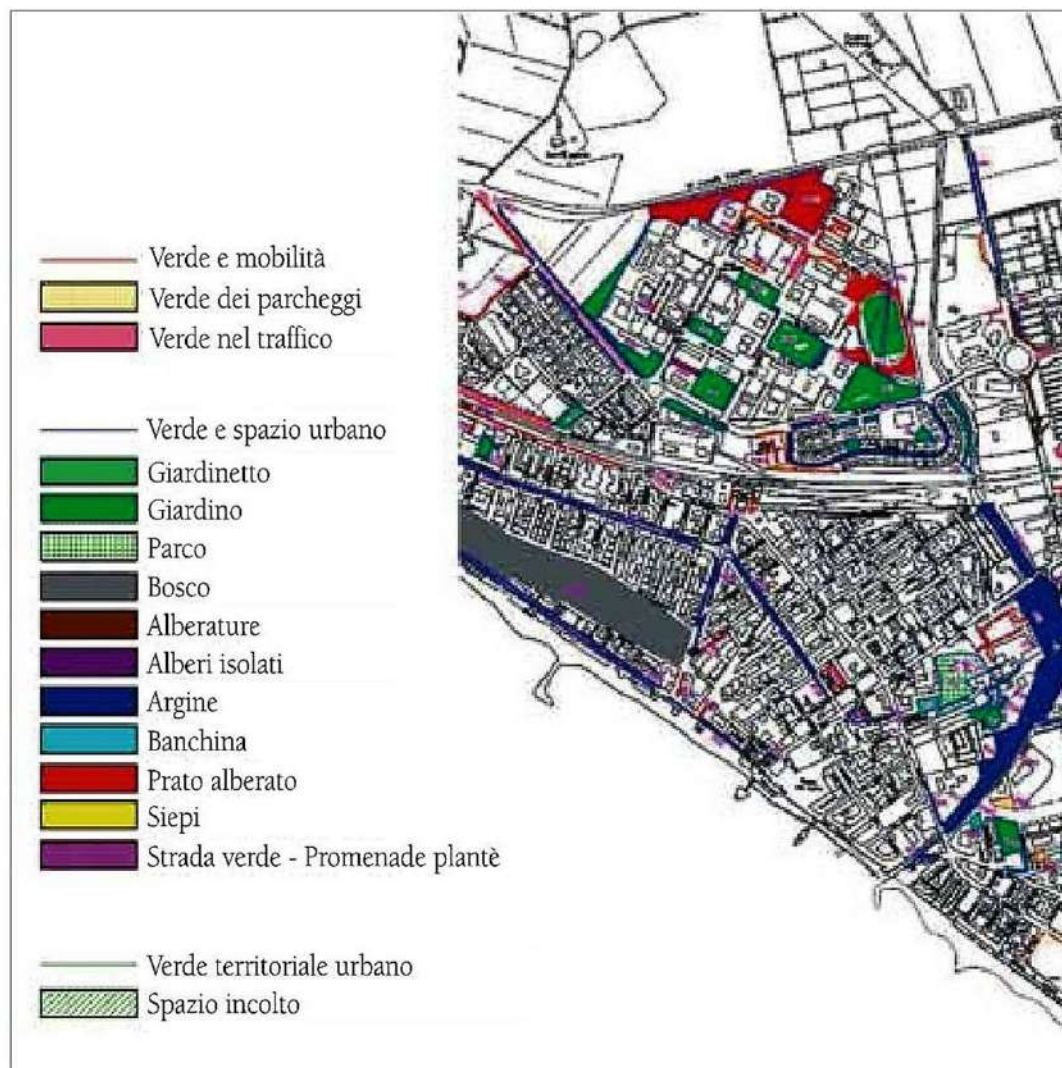 Verde e mobilità
Verde dei parcheggi
Verde nel traffico
Verde e spazio urbano
Giardinetto
Giardino
Parco
Bosco
Alberature
Alberi isolati
Argine
Banchina
Prato alberato
Siepi
Strada verde - Promenade plantè
Verde territoriale urbano
Spazio incolto